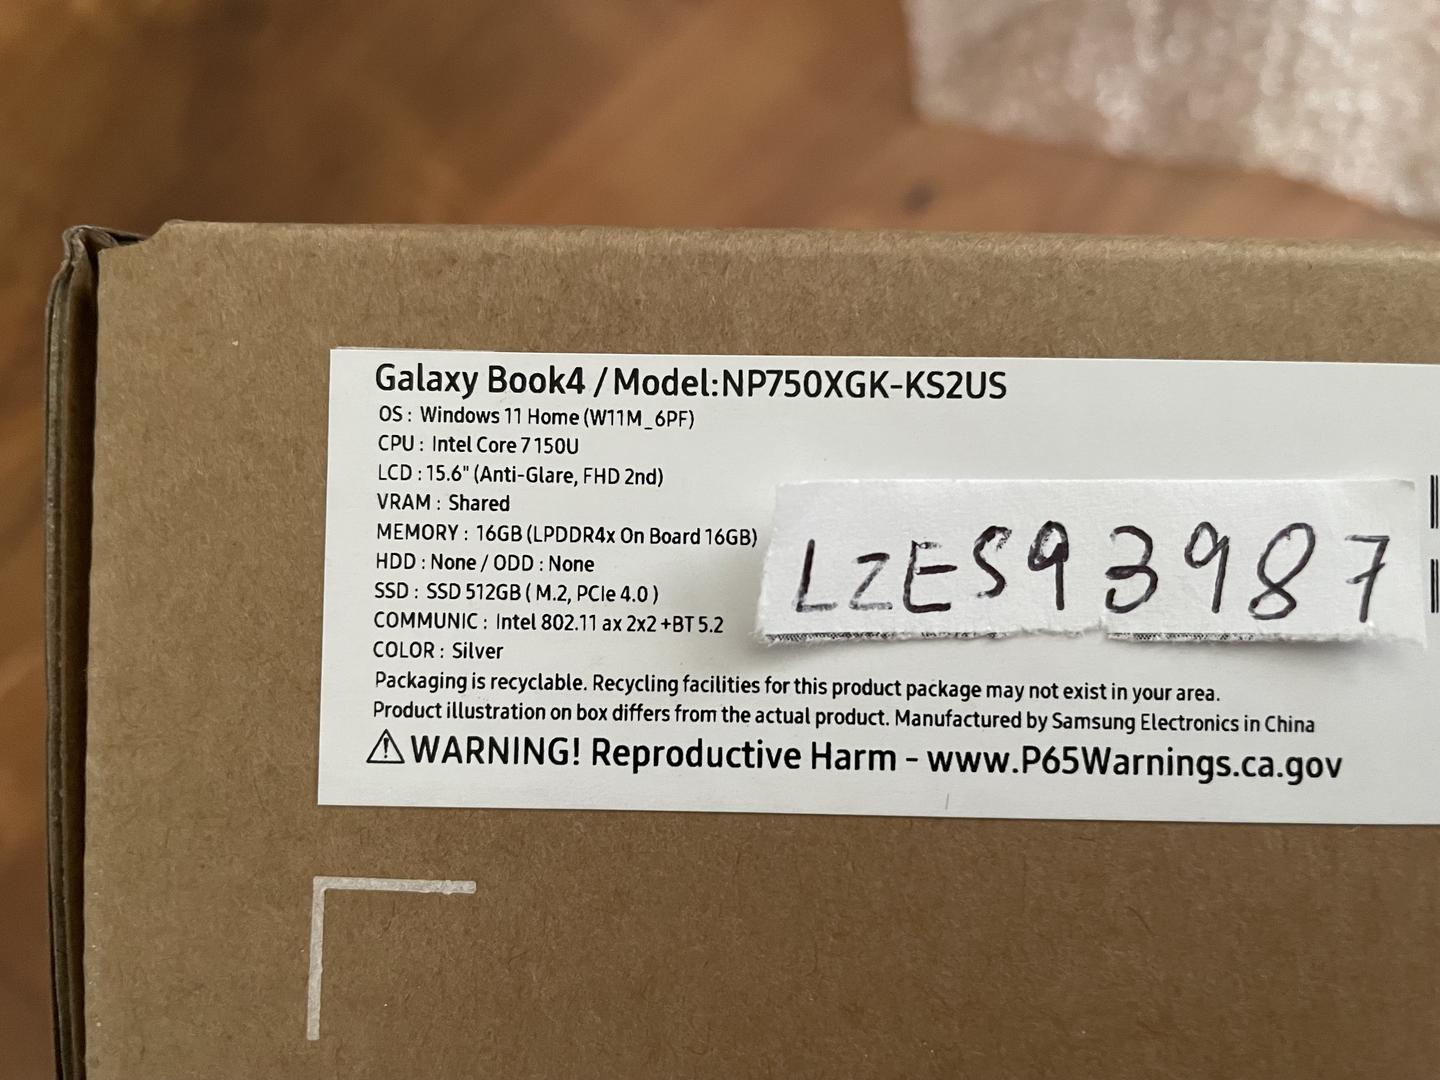 Galaxy Book4 / Model:NP750XGK-KS2US
OS : Windows 11 Home (W11M_6PF)
CPU : Intel Core 7 150U
LCD : 15.6" (Anti-Glare, FHD 2nd)
VRAM : Shared
MEMORY : 16GB (LPDDR4x On Board 16GB)
LZES93987
HDD : None / ODD : None
SSD : SSD 512GB ( M.2, PCIe 4.0 )
COMMUNIC : Intel 802.11 ax 2x2 +BT 5.2
COLOR : Silver
Packaging is recyclable. Recycling facilities for this product package may not exist in your area.
Product illustration on box differs from the actual product. Manufactured by Samsung Electronics in China
⚠WARNING! Reproductive Harm - www.P65Warnings.ca.gov